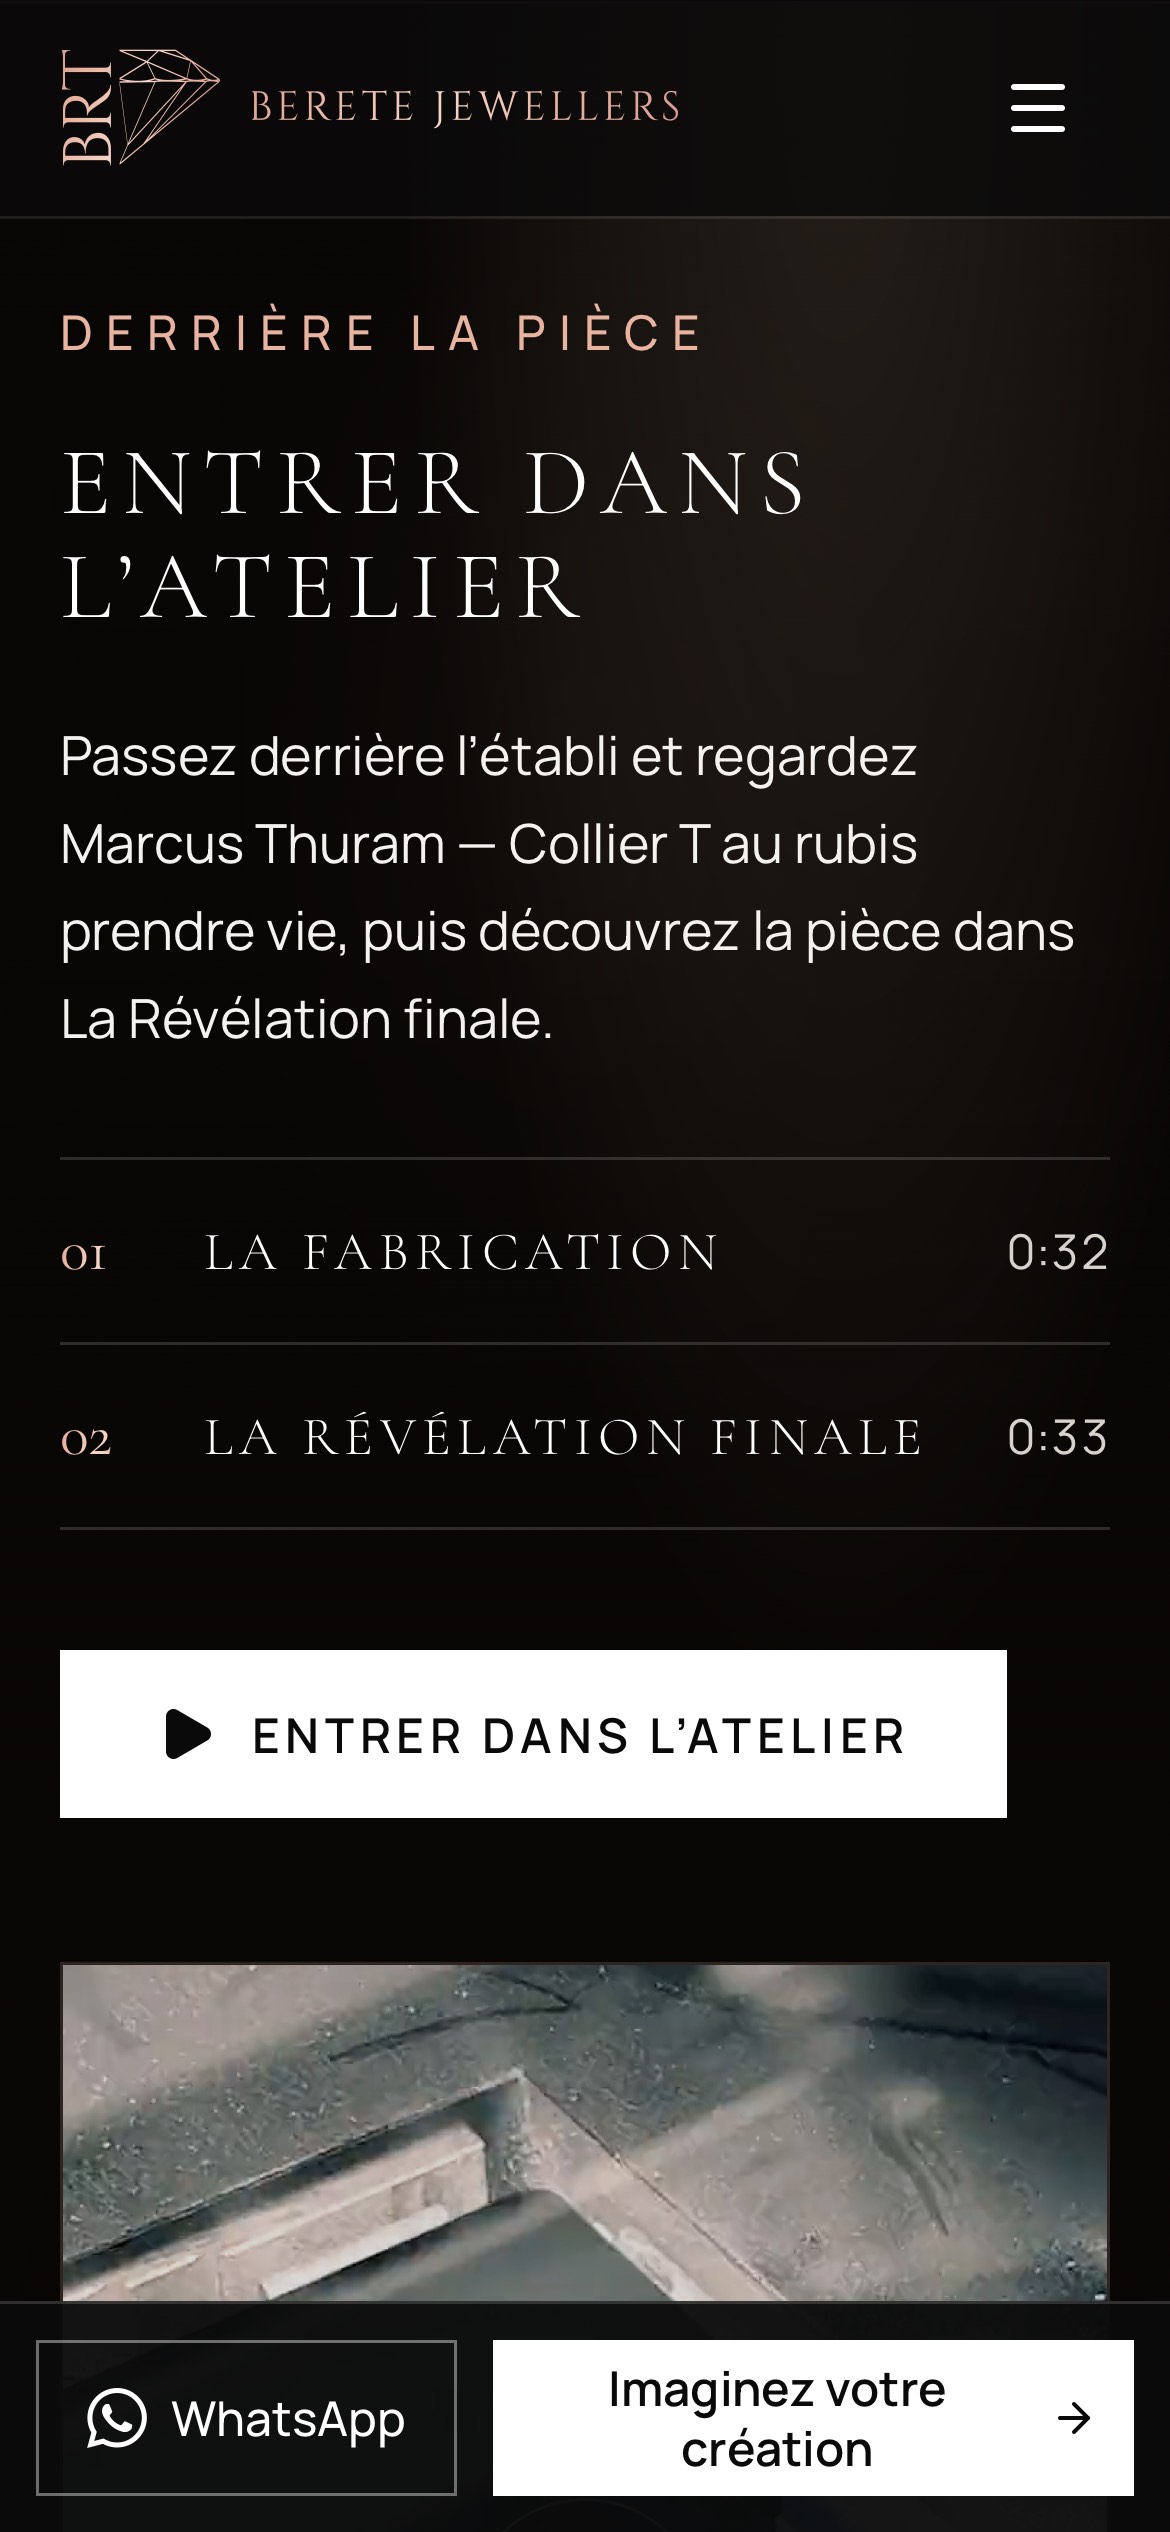 BRT
BERETE JEWELLERS
DERRIÈRE LA PIÈCE
ENTRER DANS
L’ATELIER
Passez derrière l’établi et regardez
Marcus Thuram — Collier T au rubis
prendre vie, puis découvrez la pièce dans
La Révélation finale.
01 LA FABRICATION 0:32
02 LA RÉVÉLATION FINALE 0:33
ENTRER DANS L’ATELIER
WhatsApp
Imaginez votre
création